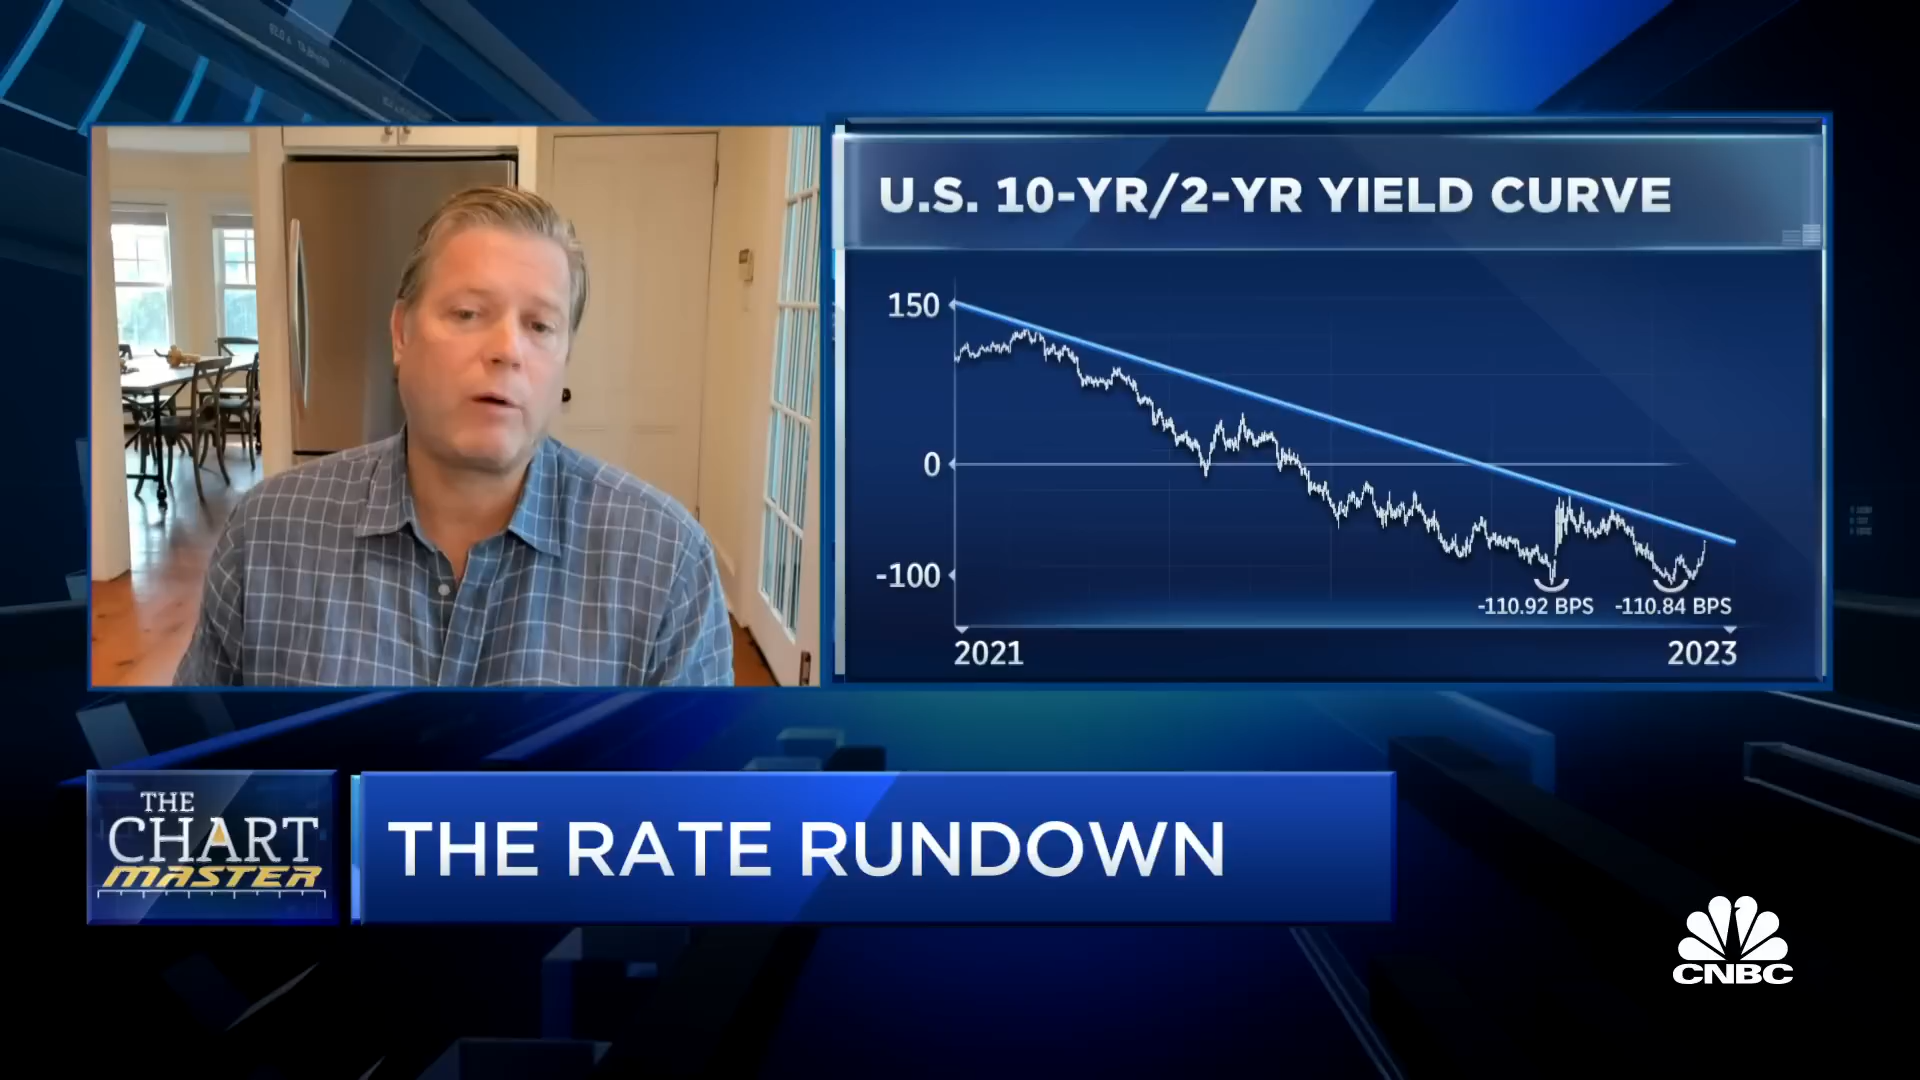 U.S. 10-YR/2-YR YIELD CURVE
150
0
-100
-110.92 BPS
-110.84 BPS
2021
2023
THE
CHART
MASTER
THE RATE RUNDOWN
CNBC